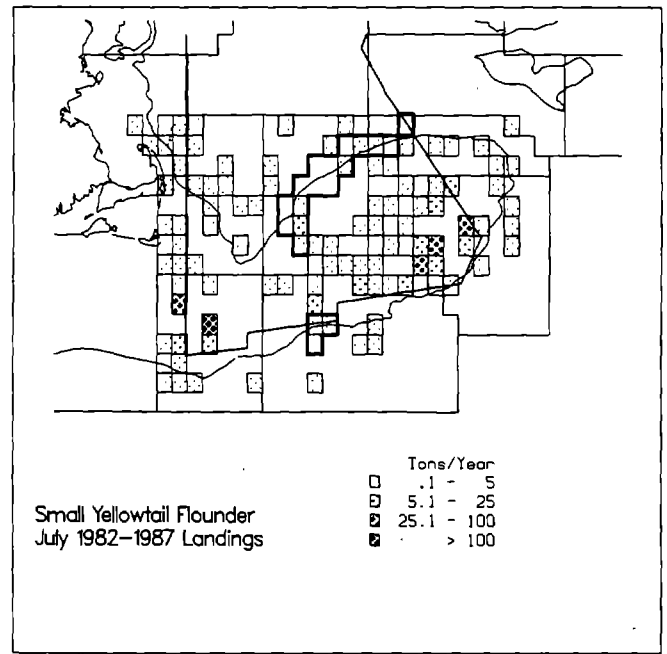 Tons/Year
.1 - 5
5.1 - 25
25.1 - 100
> 100
Small Yellowtail Flounder
July 1982-1987 Landings